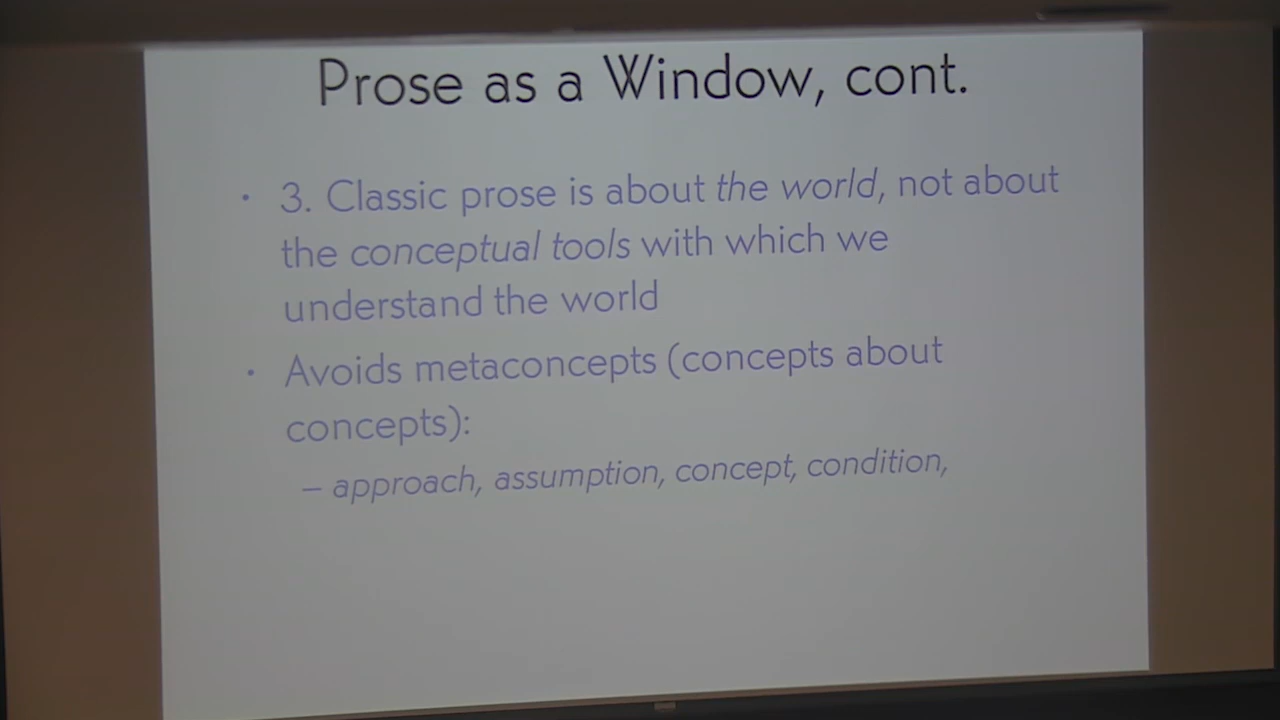 Prose as a Window, cont.
• 3. Classic prose is about the world, not about
the conceptual tools with which we
understand the world
• Avoids metaconcepts (concepts about
concepts):
– approach, assumption, concept, condition,